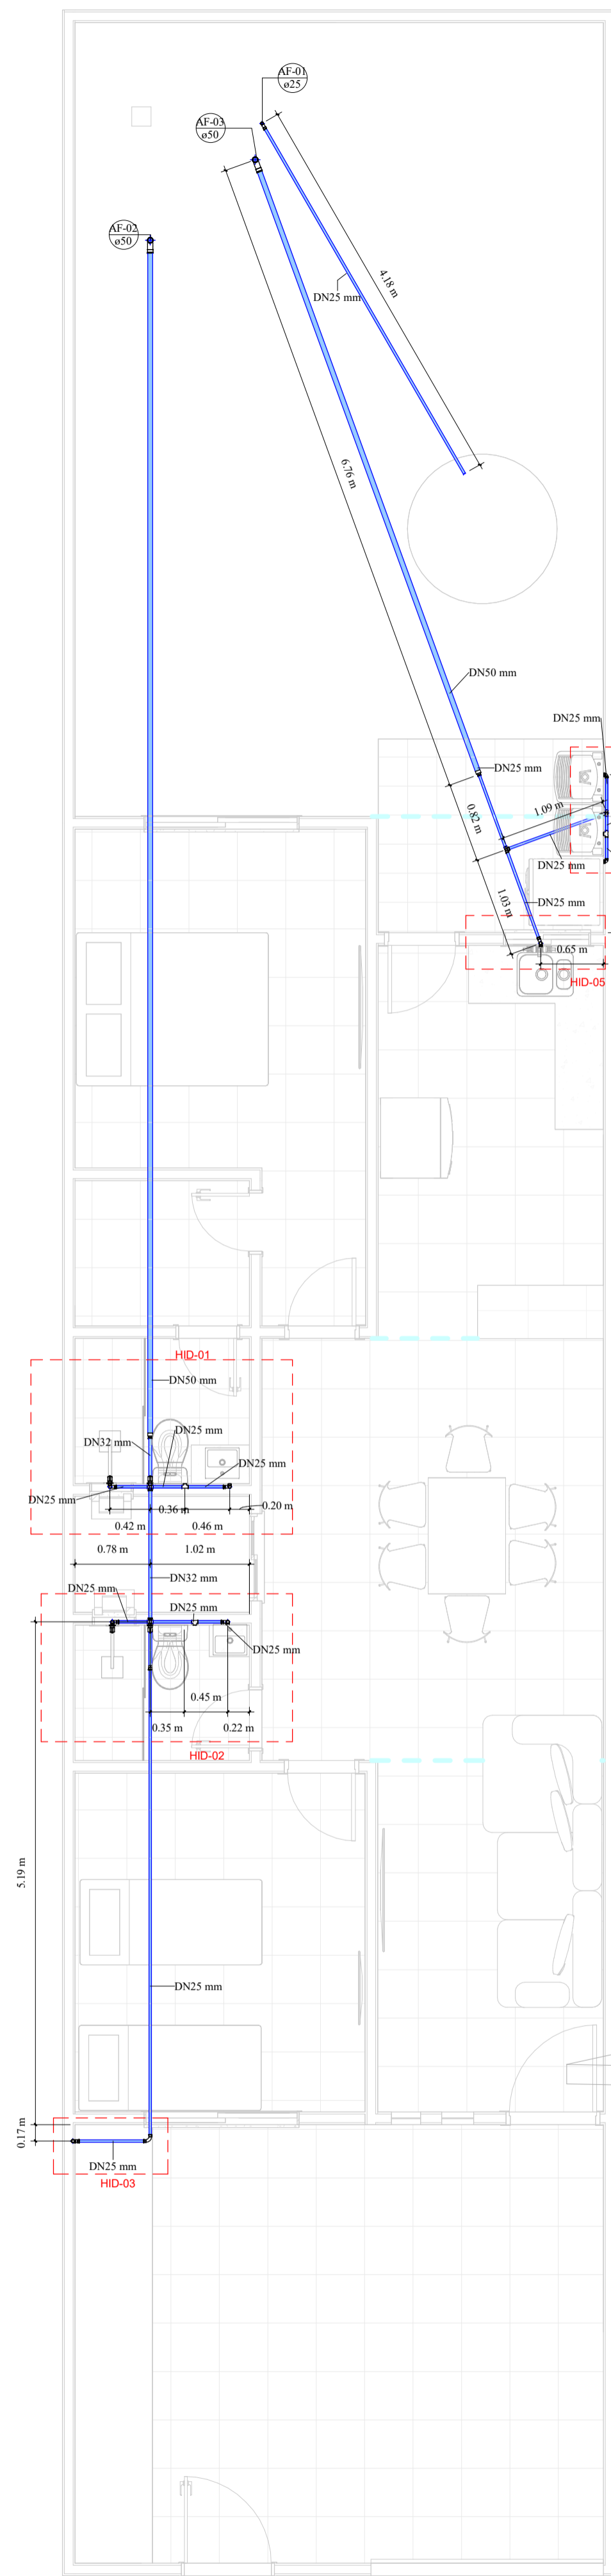 AF-01
ø25
AF-03
ø50
AF-02
ø50
4.18 m
DN25 mm
6.76 m
DN50 mm
DN25 mm
DN25 mm
1.09 m
0.82 m
DN25 mm
DN25 mm
1.03 m
0.65 m
HID-05
HID-01
DN50 mm
DN25 mm
DN32 mm
DN25 mm
DN25 mm
0.36 m
0.20 m
0.42 m
0.46 m
0.78 m
1.02 m
DN32 mm
DN25 mm
DN25 mm
DN25 mm
0.45 m
0.35 m
0.22 m
HID-02
5.19 m
DN25 mm
0.17 m
DN25 mm
HID-03